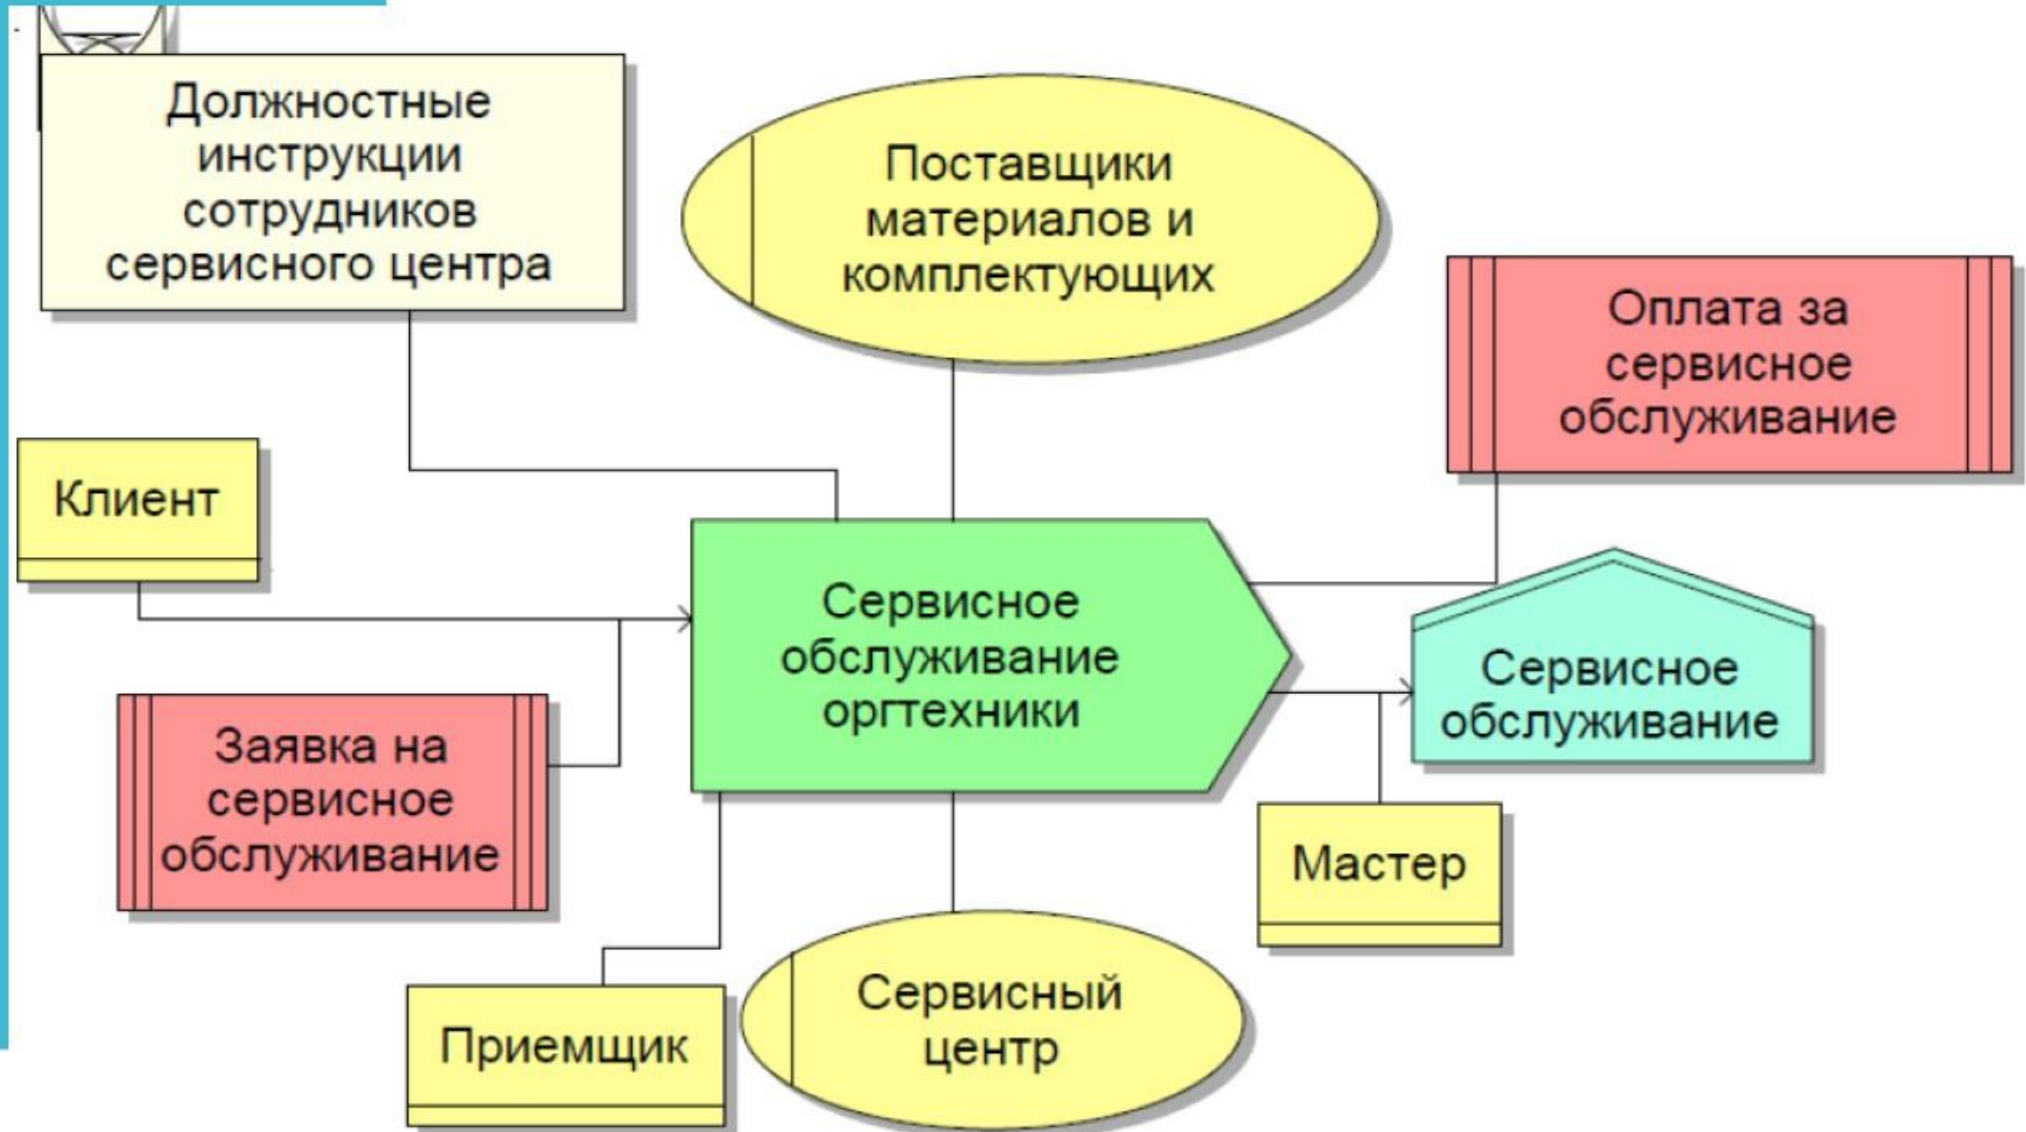 Должностные
инструкции
сотрудников
сервисного центра
Поставщики
материалов и
комплектующих
Оплата за
сервисное
обслуживание
Клиент
Сервисное
обслуживание
оргтехники
Сервисное
обслуживание
Заявка на
сервисное
обслуживание
Мастер
Приемщик
Сервисный
центр